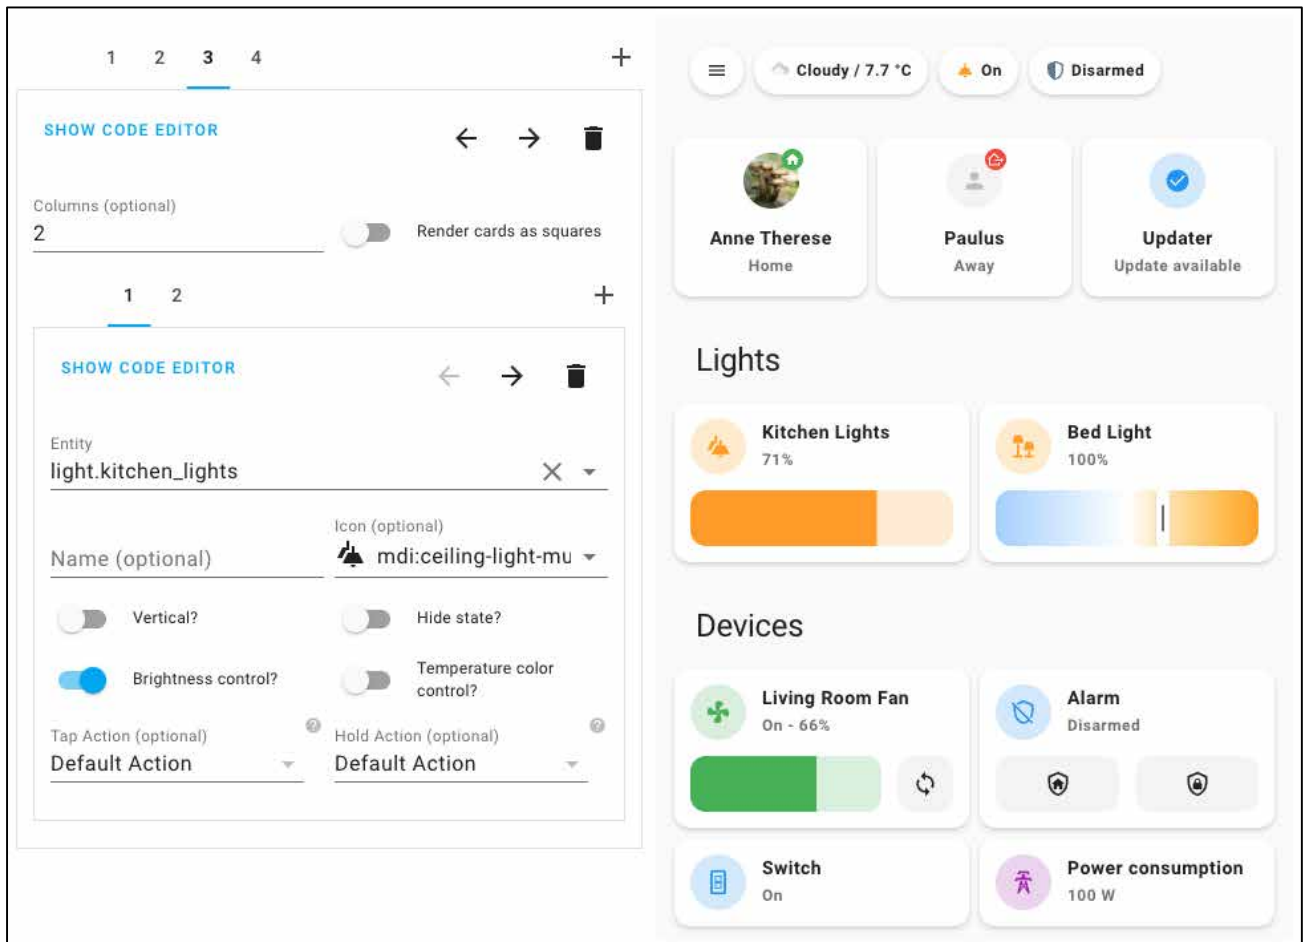 1 2 3 4 +
SHOW CODE EDITOR
Columns (optional)
2
Render cards as squares
1 2 +
SHOW CODE EDITOR
Entity
light.kitchen_lights
Name (optional)
Icon (optional)
mdi:ceiling-light-mu
Vertical?
Hide state?
Brightness control?
Temperature color
control?
Tap Action (optional)
Default Action
Hold Action (optional)
Default Action
Cloudy / 7.7 °C
On
Disarmed
Anne Therese
Home
Paulus
Away
Updater
Update available
Lights
Kitchen Lights
71%
Bed Light
100%
Devices
Living Room Fan
On - 66%
Alarm
Disarmed
Switch
On
Power consumption
100 W